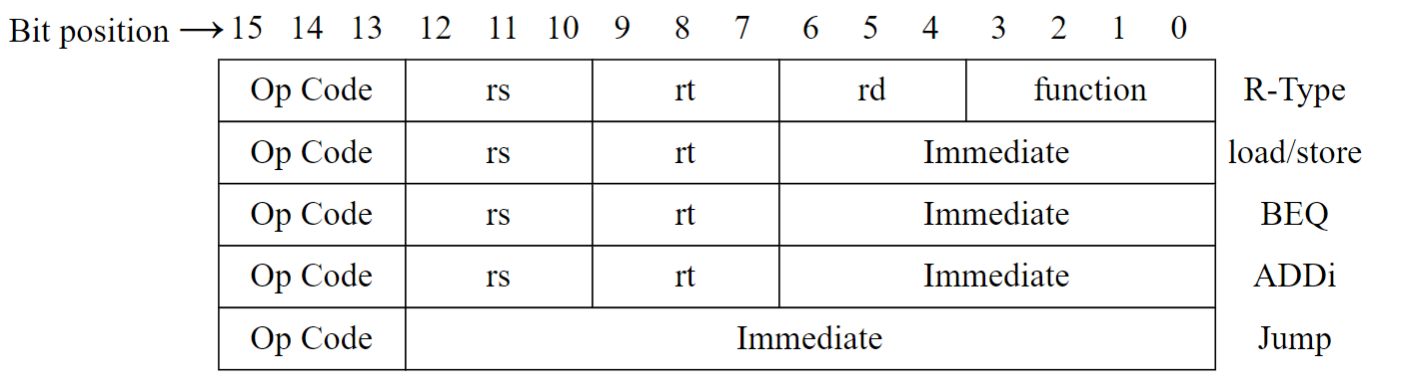 Bit position → 15 14 13 12 11 10 9 8 7 6 5 4 3 2 1 0
Op Code rs rt rd function R-Type
Op Code rs rt Immediate load/store
Op Code rs rt Immediate BEQ
Op Code rs rt Immediate ADDi
Op Code Immediate Jump